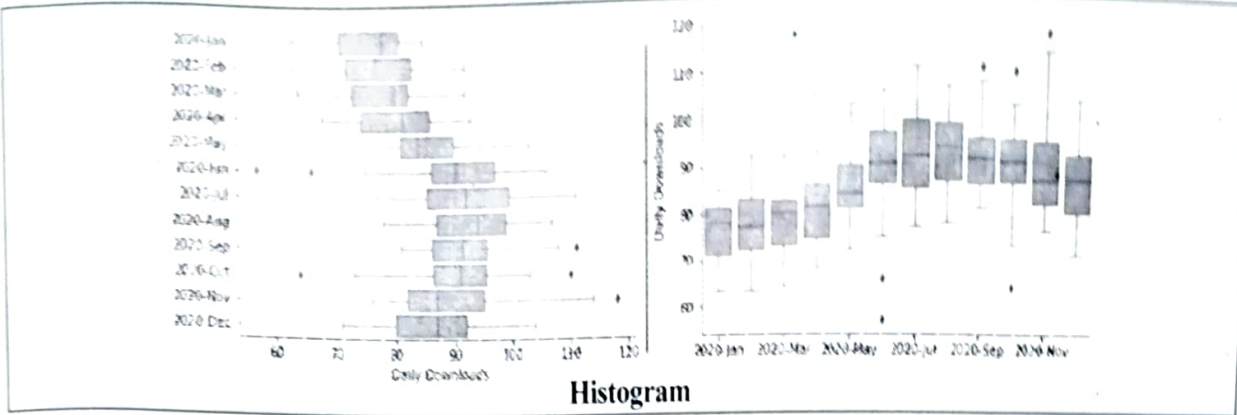 2020-Jan
2020-Feb
2020-Mar
2020-Apr
2020-May
2020-Jun
2020-Jul
2020-Aug
2020-Sep
2020-Oct
2020-Nov
2020-Dec
60 70 80 90 100 110 120
Daily Downloads
120
110
100
90
80
70
60
Daily Downloads
2020-Jan 2020-Mar 2020-May 2020-Jul 2020-Sep 2020-Nov
Histogram